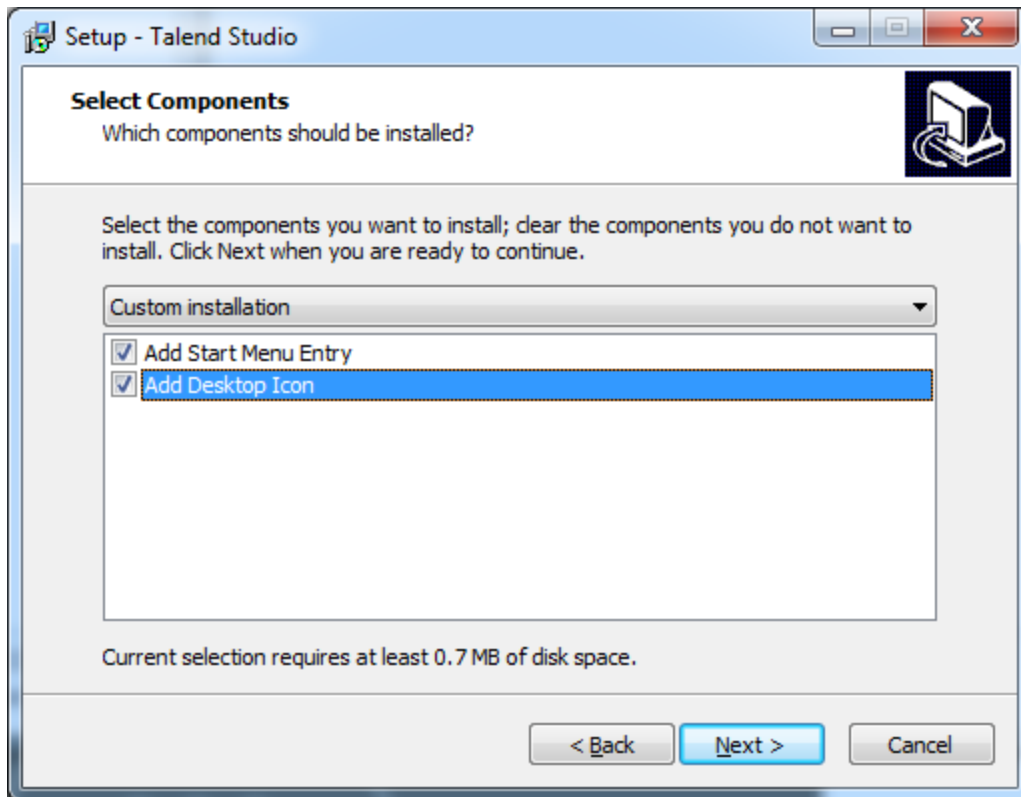 Setup - Talend Studio
Select Components
Which components should be installed?
Select the components you want to install; clear the components you do not want to
install. Click Next when you are ready to continue.
Custom installation
Add Start Menu Entry
Add Desktop Icon
Current selection requires at least 0.7 MB of disk space.
< Back Next > Cancel